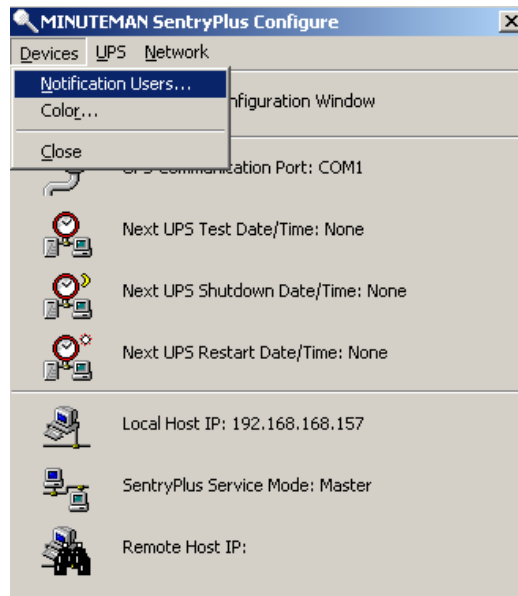 MINUTEMAN SentryPlus Configure
Devices UPS Network
Notification Users...
Color...
Close
nfiguration Window
UPS Communication Port: COM1
Next UPS Test Date/Time: None
Next UPS Shutdown Date/Time: None
Next UPS Restart Date/Time: None
Local Host IP: 192.168.168.157
SentryPlus Service Mode: Master
Remote Host IP: